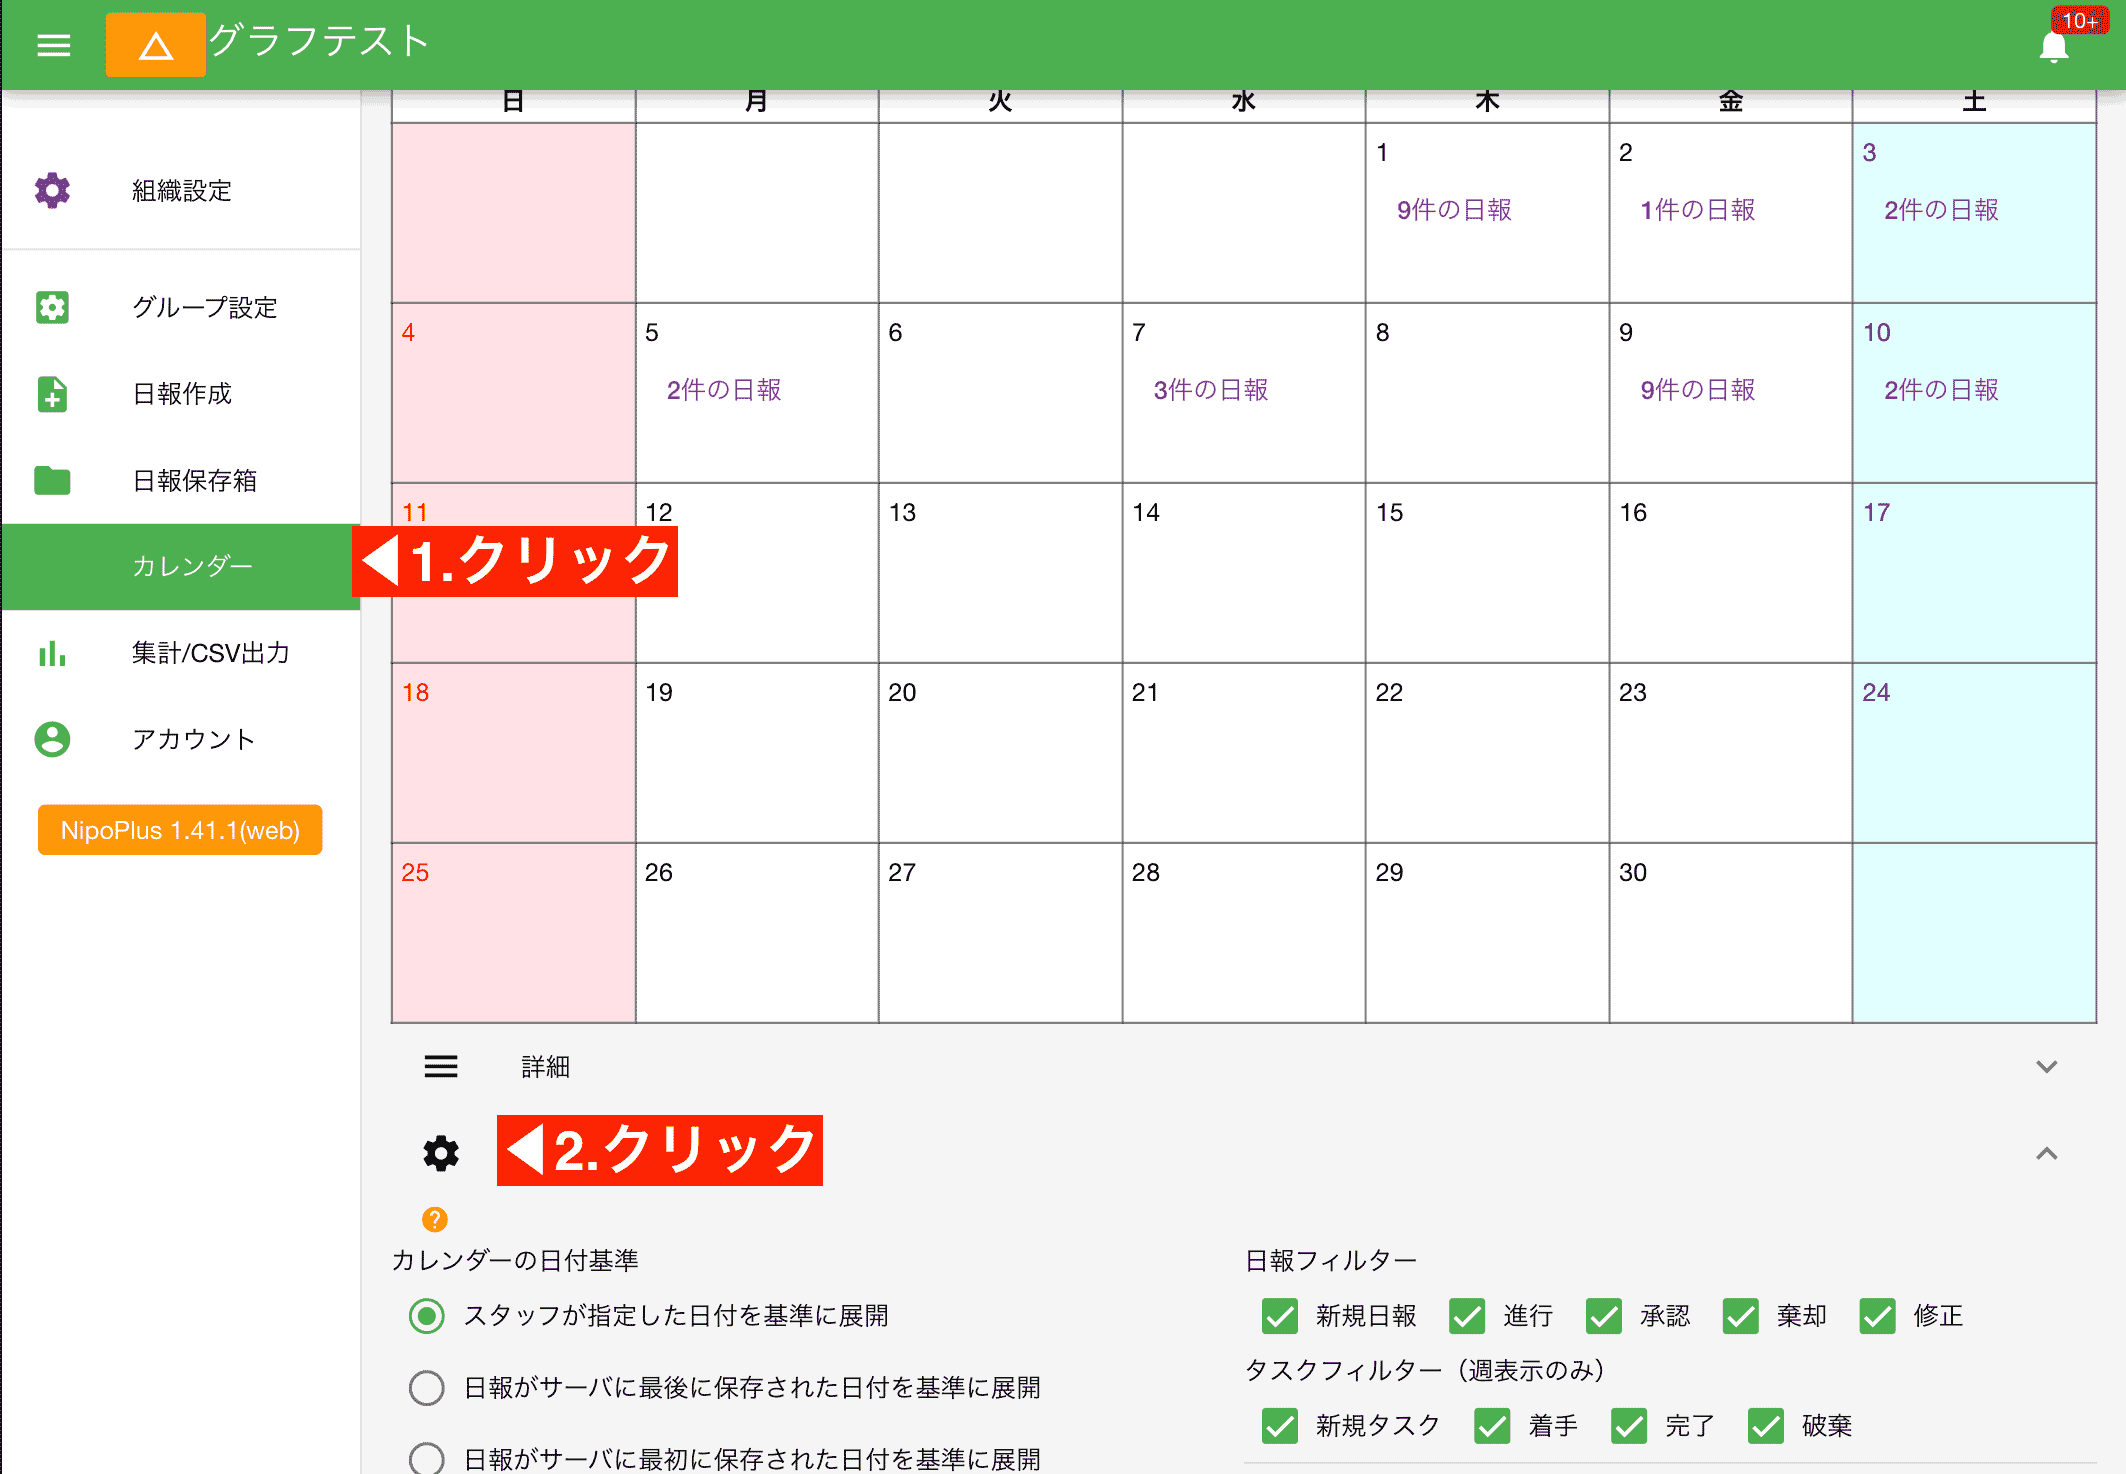 グラフテスト
10+
日 月 火 水 木 金 土
1 2 3
9件の日報 1件の日報 2件の日報
4 5 6 7 8 9 10
2件の日報 3件の日報 9件の日報 2件の日報
11 12 13 14 15 16 17
18 19 20 21 22 23 24
25 26 27 28 29 30
組織設定
グループ設定
日報作成
日報保存箱
カレンダー
◀1.クリック
集計/CSV出力
アカウント
NipoPlus 1.41.1(web)
詳細
◀2.クリック
?
カレンダーの日付基準
スタッフが指定した日付を基準に展開
日報がサーバに最後に保存された日付を基準に展開
日報がサーバに最初に保存された日付を基準に展開
日報フィルター
新規日報 進行 承認 棄却 修正
タスクフィルター（週表示のみ）
新規タスク 着手 完了 破棄